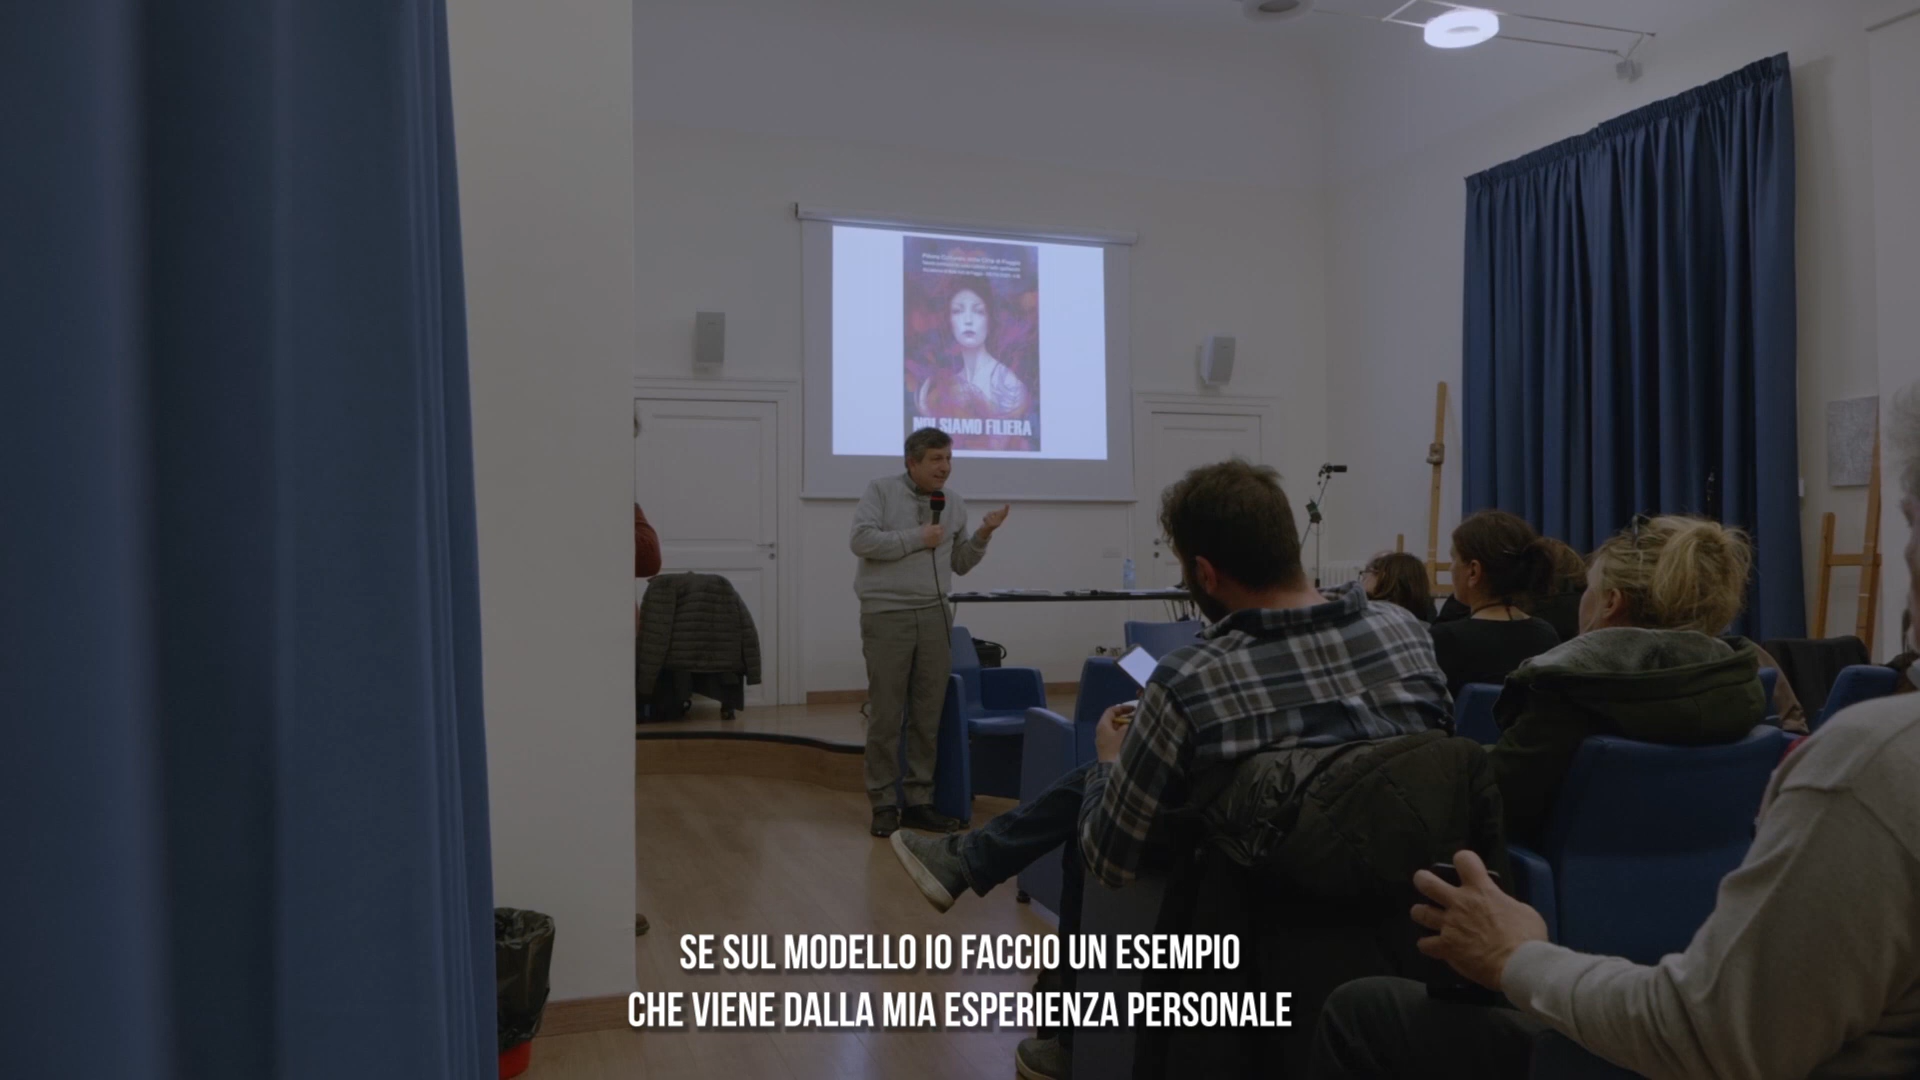 NOI SIAMO FILIERA
SE SUL MODELLO IO FACCIO UN ESEMPIO
CHE VIENE DALLA MIA ESPERIENZA PERSONALE